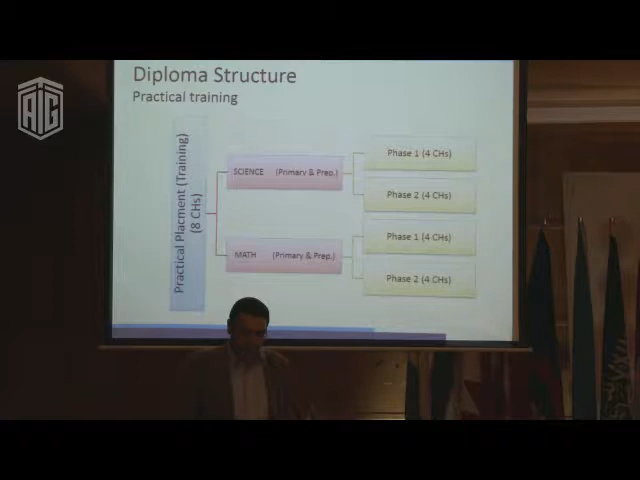 AIG
Diploma Structure
Practical training
Practical Placment (Training)
(8 CHs)
SCIENCE (Primary & Prep.)
Phase 1 (4 CHs)
Phase 2 (4 CHs)
MATH (Primary & Prep.)
Phase 1 (4 CHs)
Phase 2 (4 CHs)